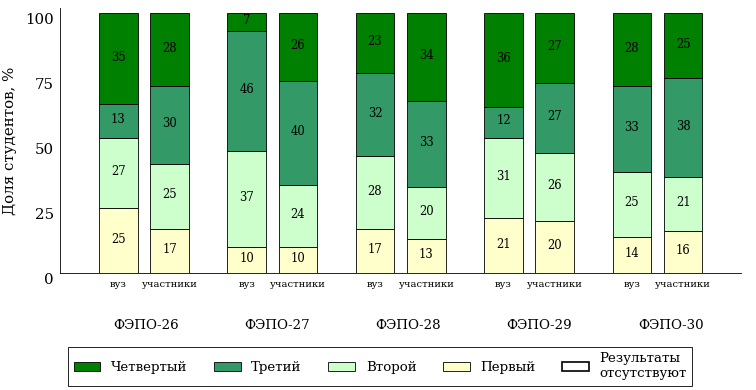 Доля студентов, %
100
75
50
25
0
35 28 7 26 23 34 36 27 28 25
13 30 46 40 32 33 12 27 33 38
27 25 37 24 28 20 31 26 25 21
25 17 10 10 17 13 21 20 14 16
вуз участники вуз участники вуз участники вуз участники вуз участники
ФЭПО-26 ФЭПО-27 ФЭПО-28 ФЭПО-29 ФЭПО-30
Четвертый Третий Второй Первый Результаты
отсутствуют